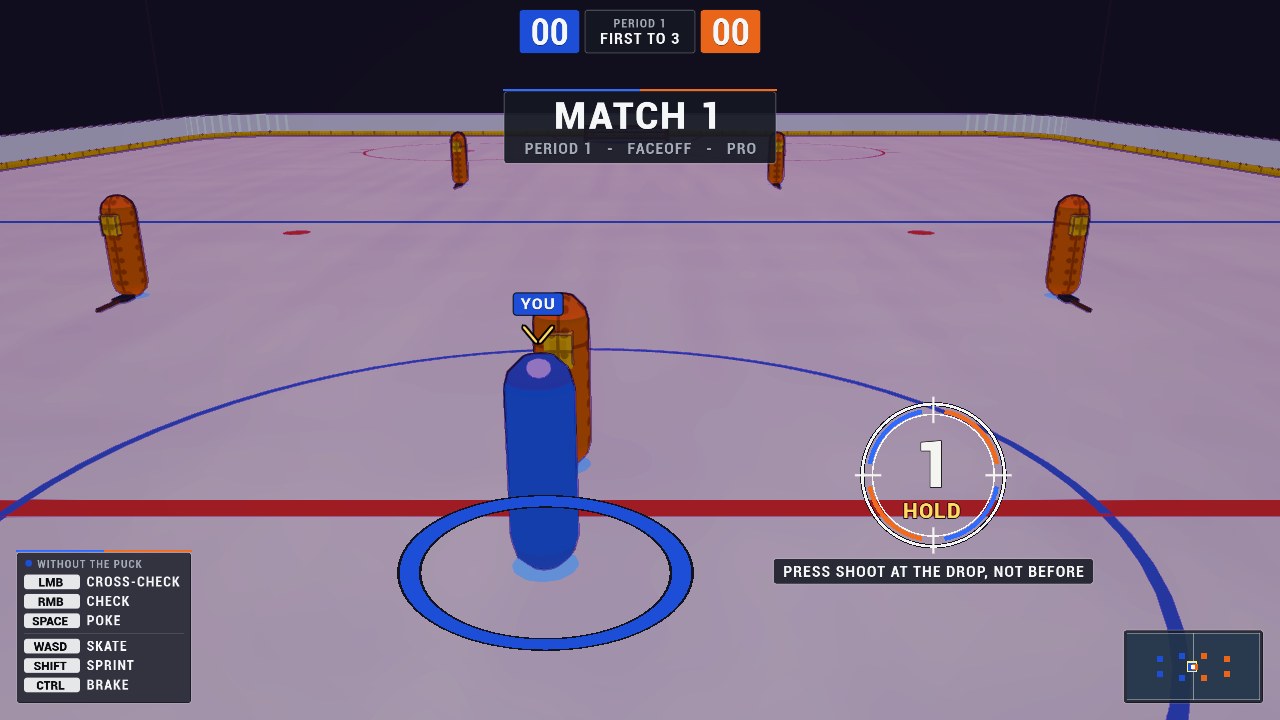 00
PERIOD 1
FIRST TO 3
00
MATCH 1
PERIOD 1 - FACEOFF - PRO
YOU
1
HOLD
PRESS SHOOT AT THE DROP, NOT BEFORE
WITHOUT THE PUCK
LMB CROSS-CHECK
RMB CHECK
SPACE POKE
WASD SKATE
SHIFT SPRINT
CTRL BRAKE